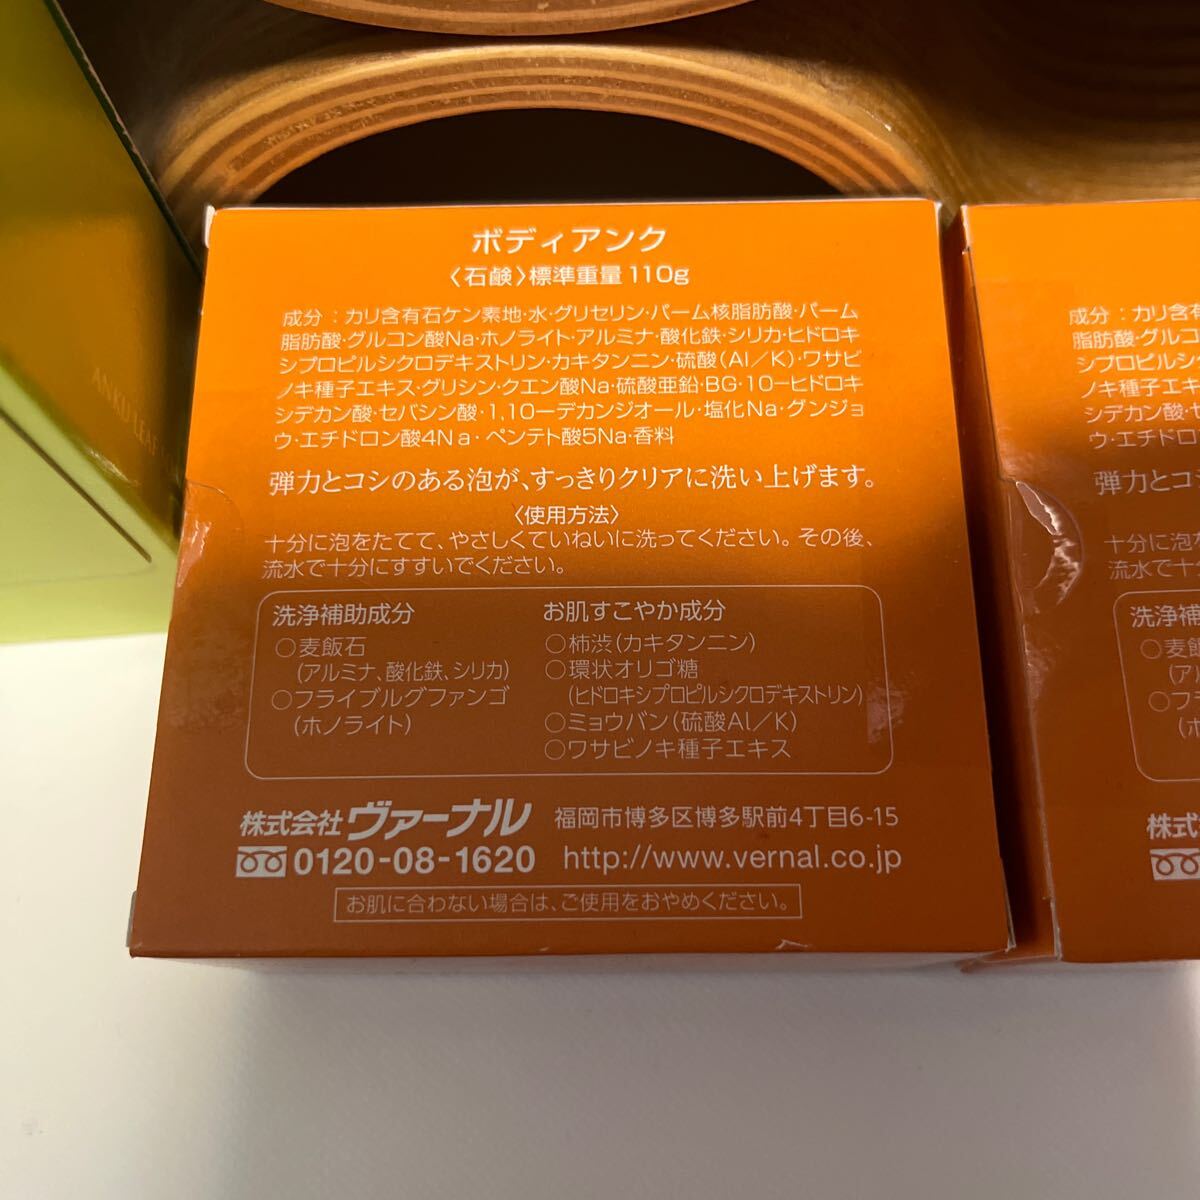 ボディアンク
〈石鹸〉標準重量110g
成分：カリ含有石ケン素地・水・グリセリン・パーム核脂肪酸・パーム
脂肪酸・グルコン酸Na・ホノライト・アルミナ・酸化鉄・シリカ・ヒドロキ
シプロピルシクロデキストリン・カキタンニン・硫酸(Al／K)・ワサビ
ノキ種子エキス・グリシン・クエン酸Na・硫酸亜鉛・BG・10－ヒドロキ
シデカン酸・セバシン酸・1,10－デカンジオール・塩化Na・グンジョ
ウ・エチドロン酸4Na・ペンテト酸5Na・香料
弾力とコシのある泡が、すっきりクリアに洗い上げます。
〈使用方法〉
十分に泡をたてて、やさしくていねいに洗ってください。その後、
流水で十分にすすいでください。
洗浄補助成分
○麦飯石
(アルミナ、酸化鉄、シリカ)
○フライブルグファンゴ
(ホノライト)
お肌すこやか成分
○柿渋(カキタンニン)
○環状オリゴ糖
(ヒドロキシプロピルシクロデキストリン)
○ミョウバン(硫酸Al／K)
○ワサビノキ種子エキス
株式会社ヴァーナル 福岡市博多区博多駅前4丁目6-15
0120-08-1620 http://www.vernal.co.jp
お肌に合わない場合は、ご使用をおやめください。
ANKU LEAF
成分：カリ含有
脂肪酸・グルコ
シプロピルシ
ノキ種子エキ
シデカン酸・セ
ウ・エチドロ
弾力とコ
十分に泡を
流水で十
洗浄補
○麦飯
(ア
○フ
(ホ
株式